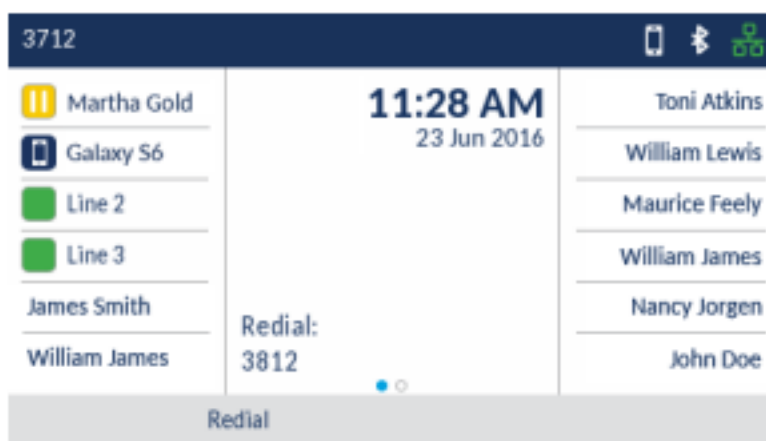 3712
Martha Gold
Galaxy S6
Line 2
Line 3
James Smith
William James
11:28 AM
23 Jun 2016
Redial:
3812
Toni Atkins
William Lewis
Maurice Feely
William James
Nancy Jorgen
John Doe
Redial